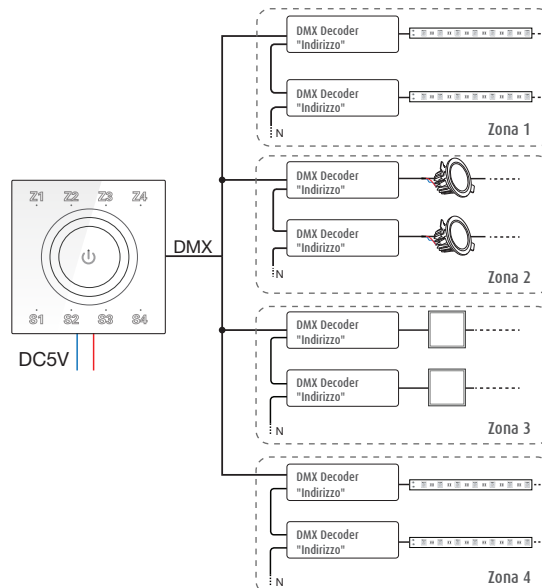 DMX Decoder
"Indirizzo"
DMX Decoder
"Indirizzo"
N
Zona 1
Z1 Z2 Z3 Z4
S1 S2 S3 S4
DC5V
DMX
DMX Decoder
"Indirizzo"
DMX Decoder
"Indirizzo"
N
Zona 2
DMX Decoder
"Indirizzo"
DMX Decoder
"Indirizzo"
N
Zona 3
DMX Decoder
"Indirizzo"
DMX Decoder
"Indirizzo"
N
Zona 4